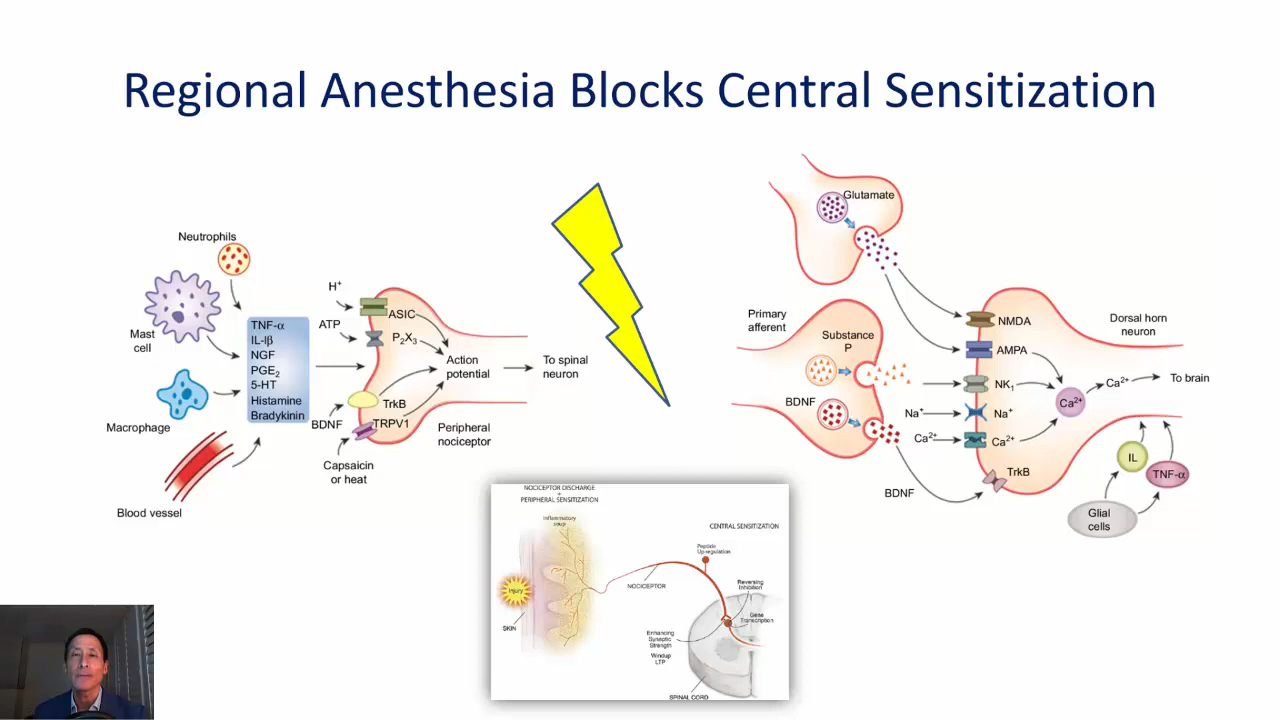 Regional Anesthesia Blocks Central Sensitization
Neutrophils
Mast
cell
Macrophage
Blood vessel
TNF-α
IL-lβ
NGF
PGE2
5-HT
Histamine
Bradykinin
H+
ATP
BDNF
Capsaicin
or heat
ASIC
P2X3
TrkB
TRPV1
Action
potential
Peripheral
nociceptor
To spinal
neuron
Glutamate
Primary
afferent
Substance
P
BDNF
Na+
Ca2+
BDNF
NMDA
AMPA
NK1
Na+
Ca2+
TrkB
Ca2+
Ca2+
To brain
Dorsal horn
neuron
IL
TNF-α
Glial
cells
NOCICEPTOR DISCHARGE
+
PERIPHERAL SENSITIZATION
Inflammatory
soup
Injury
SKIN
NOCICEPTOR
CENTRAL SENSITIZATION
Peptide
Up-regulation
Reversing
Inhibition
Gene
Transcription
Enhancing
Synaptic
Strength
Windup
LTP
SPINAL CORD